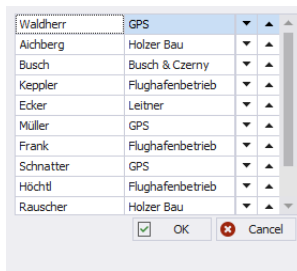 Waldherr GPS
Aichberg Holzer Bau
Busch Busch & Czerny
Keppler Flughafenbetrieb
Ecker Leitner
Müller GPS
Frank Flughafenbetrieb
Schnatter GPS
Höchtl Flughafenbetrieb
Rauscher Holzer Bau
OK Cancel